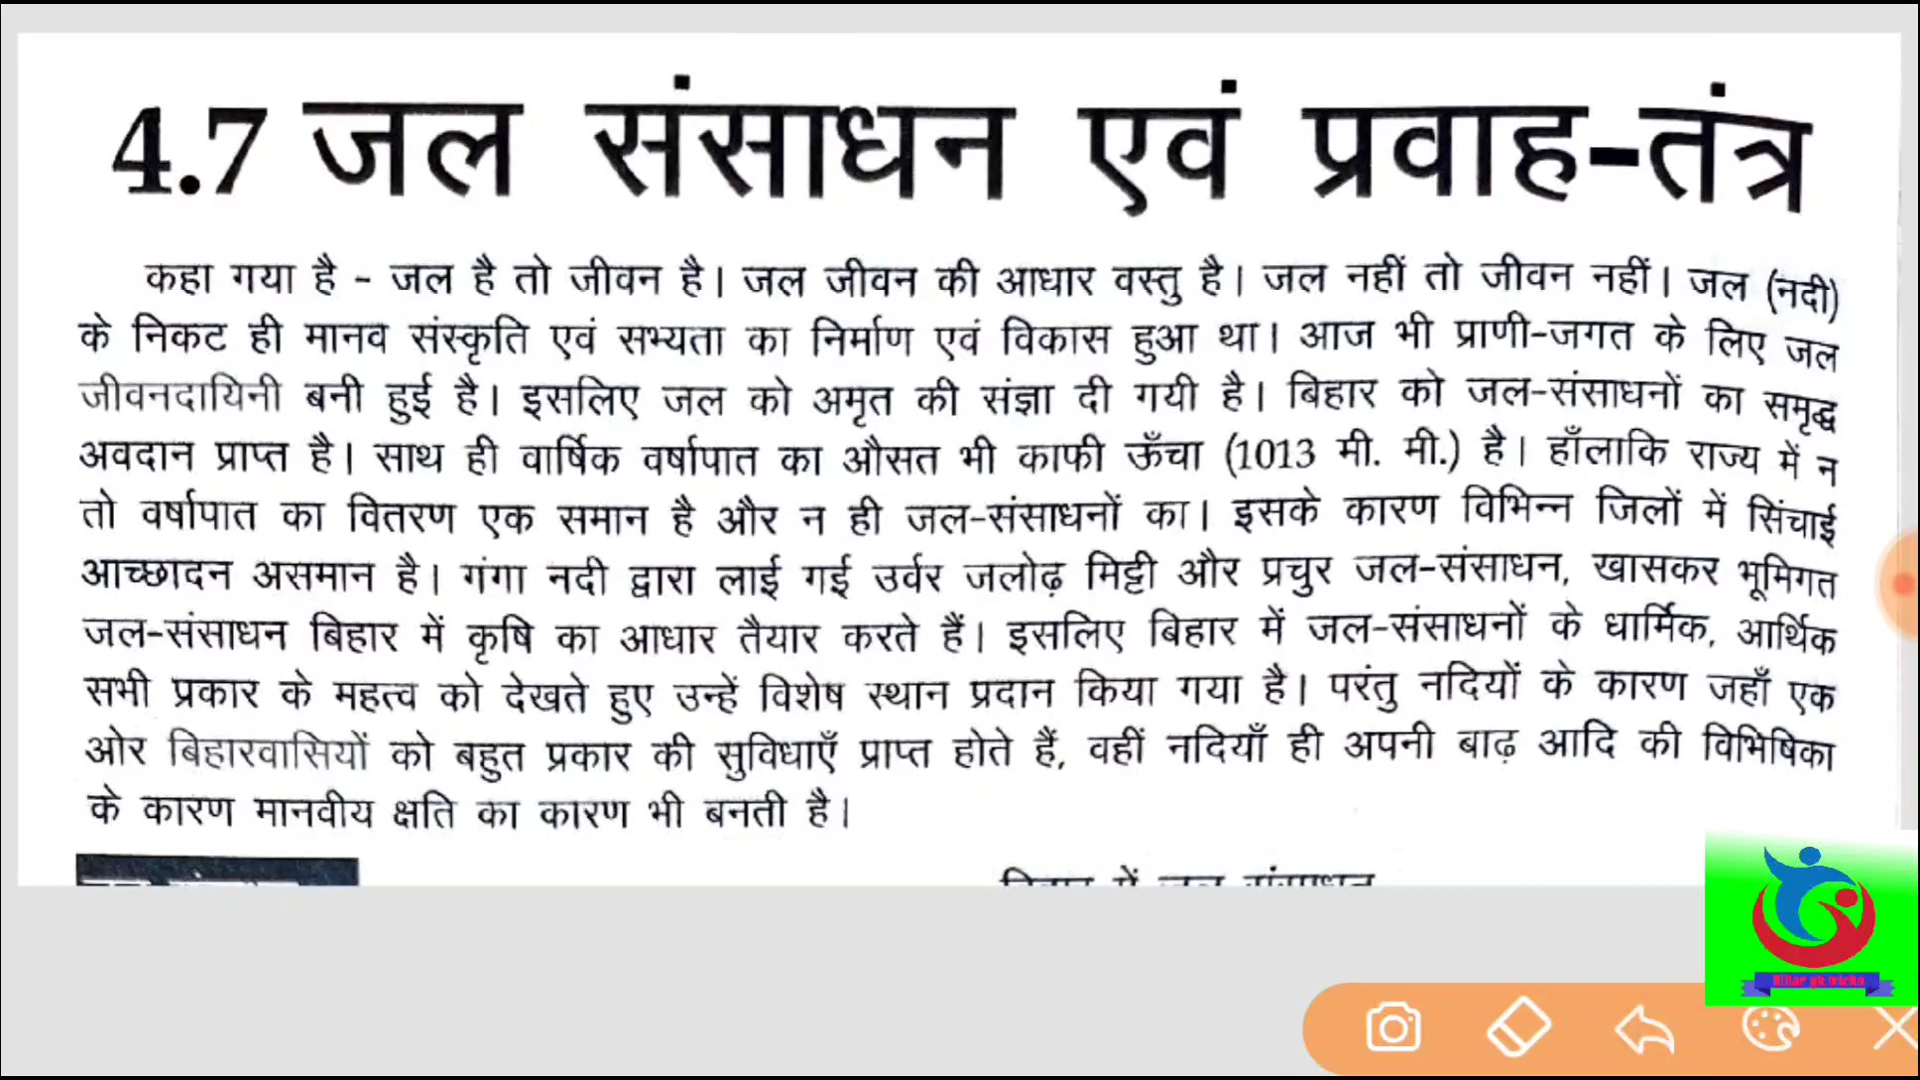 4.7 जल संसाधन एवं प्रवाह-तंत्र
कहा गया है - जल है तो जीवन है। जल जीवन की आधार वस्तु है। जल नहीं तो जीवन नहीं। जल (नदी)
के निकट ही मानव संस्कृति एवं सभ्यता का निर्माण एवं विकास हुआ था। आज भी प्राणी-जगत के लिए जल
जीवनदायिनी बनी हुई है। इसलिए जल को अमृत की संज्ञा दी गयी है। बिहार को जल-संसाधनों का समृद्ध
अवदान प्राप्त है। साथ ही वार्षिक वर्षापात का औसत भी काफी ऊँचा (1013 मी. मी.) है। हाँलाकि राज्य में न
तो वर्षापात का वितरण एक समान है और न ही जल-संसाधनों का। इसके कारण विभिन्न जिलों में सिंचाई
आच्छादन असमान है। गंगा नदी द्वारा लाई गई उर्वर जलोढ़ मिट्टी और प्रचुर जल-संसाधन, खासकर भूमिगत
जल-संसाधन बिहार में कृषि का आधार तैयार करते हैं। इसलिए बिहार में जल-संसाधनों के धार्मिक, आर्थिक
सभी प्रकार के महत्व को देखते हुए उन्हें विशेष स्थान प्रदान किया गया है। परंतु नदियों के कारण जहाँ एक
ओर बिहारवासियों को बहुत प्रकार की सुविधाएँ प्राप्त होते हैं, वहीं नदियाँ ही अपनी बाढ़ आदि की विभिषिका
के कारण मानवीय क्षति का कारण भी बनती है।
Bihar gk tricks